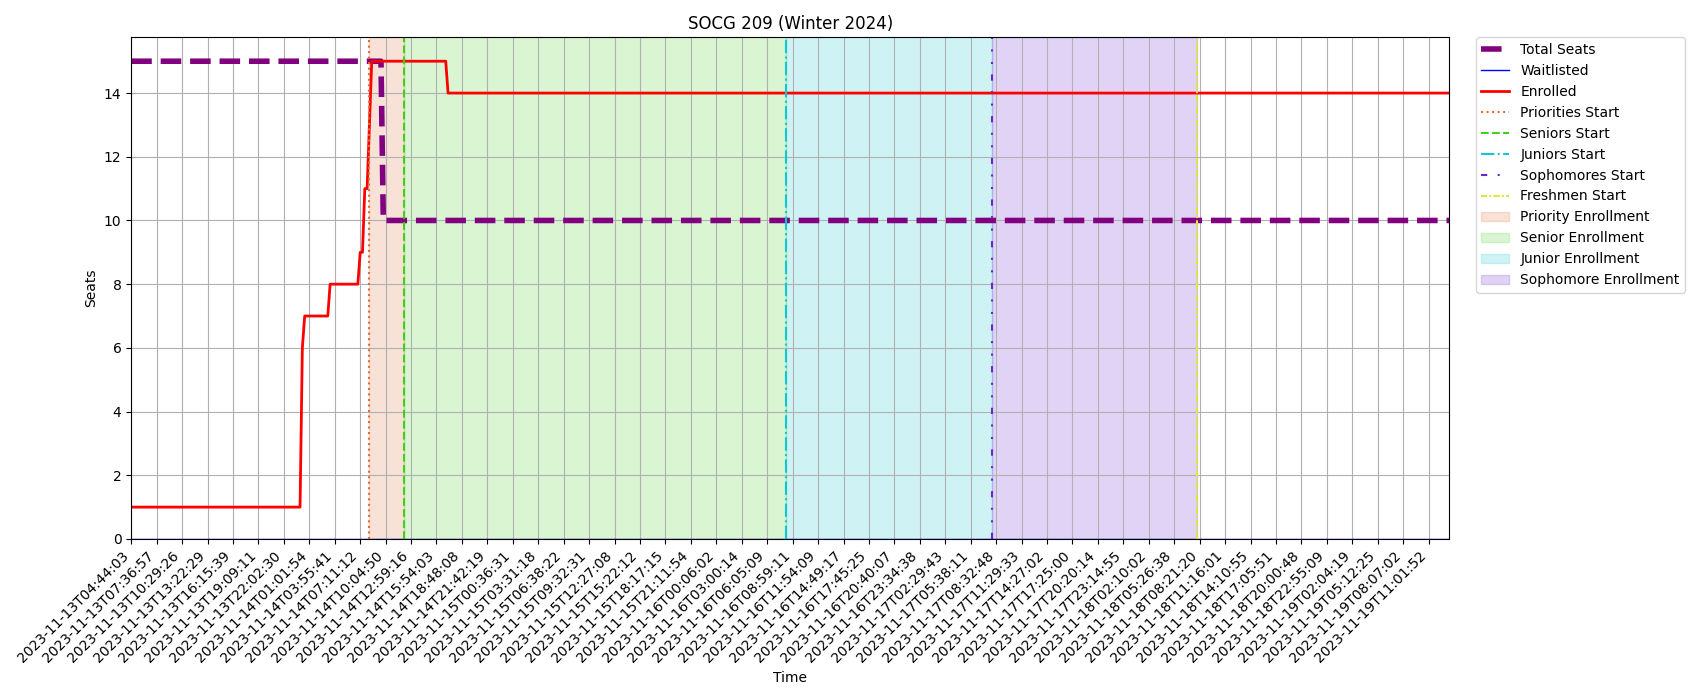 SOCG 209 (Winter 2024)
Seats
14
12
10
8
6
4
2
0
2023-11-13T04:44:03
2023-11-13T07:36:57
2023-11-13T10:29:26
2023-11-13T13:22:29
2023-11-13T16:15:39
2023-11-13T19:09:11
2023-11-13T22:02:30
2023-11-14T01:01:54
2023-11-14T03:55:41
2023-11-14T07:11:12
2023-11-14T10:04:50
2023-11-14T12:59:16
2023-11-14T15:54:03
2023-11-14T18:48:08
2023-11-14T21:42:19
2023-11-15T00:36:31
2023-11-15T03:31:18
2023-11-15T06:38:22
2023-11-15T09:32:31
2023-11-15T12:27:08
2023-11-15T15:22:12
2023-11-15T18:17:15
2023-11-15T21:11:54
2023-11-16T00:06:02
2023-11-16T03:00:14
2023-11-16T06:05:09
2023-11-16T08:59:11
2023-11-16T11:54:09
2023-11-16T14:49:17
2023-11-16T17:45:25
2023-11-16T20:40:07
2023-11-16T23:34:38
2023-11-17T02:29:43
2023-11-17T05:38:11
2023-11-17T08:32:48
2023-11-17T11:29:33
2023-11-17T14:27:02
2023-11-17T17:25:00
2023-11-17T20:20:14
2023-11-17T23:14:55
2023-11-18T02:10:02
2023-11-18T05:26:38
2023-11-18T08:21:20
2023-11-18T11:16:01
2023-11-18T14:10:55
2023-11-18T17:05:51
2023-11-18T20:00:48
2023-11-18T22:55:09
2023-11-19T02:04:19
2023-11-19T05:12:25
2023-11-19T08:07:02
2023-11-19T11:01:52
Time
Total Seats
Waitlisted
Enrolled
Priorities Start
Seniors Start
Juniors Start
Sophomores Start
Freshmen Start
Priority Enrollment
Senior Enrollment
Junior Enrollment
Sophomore Enrollment